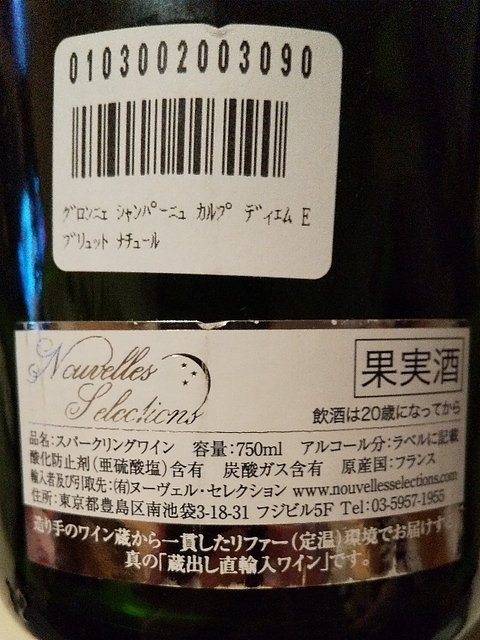 0103002003090
グロンニェ シャンパーニュ カルプ ディエム E
ブリュット ナチュール
Nouvelles
Selections
果実酒
飲酒は20歳になってから
品名:スパークリングワイン 容量:750ml アルコール分:ラベルに記載
酸化防止剤(亜硫酸塩)含有 炭酸ガス含有 原産国:フランス
輸入者及び引取先:(有)ヌーヴェル・セレクション www.nouvellesselections.com
住所:東京都豊島区南池袋3-18-31 フジビル5F Tel:03-5957-1955
造り手のワイン蔵から一貫したリファー(定温)環境でお届けす
真の「蔵出し直輸入ワイン」です。